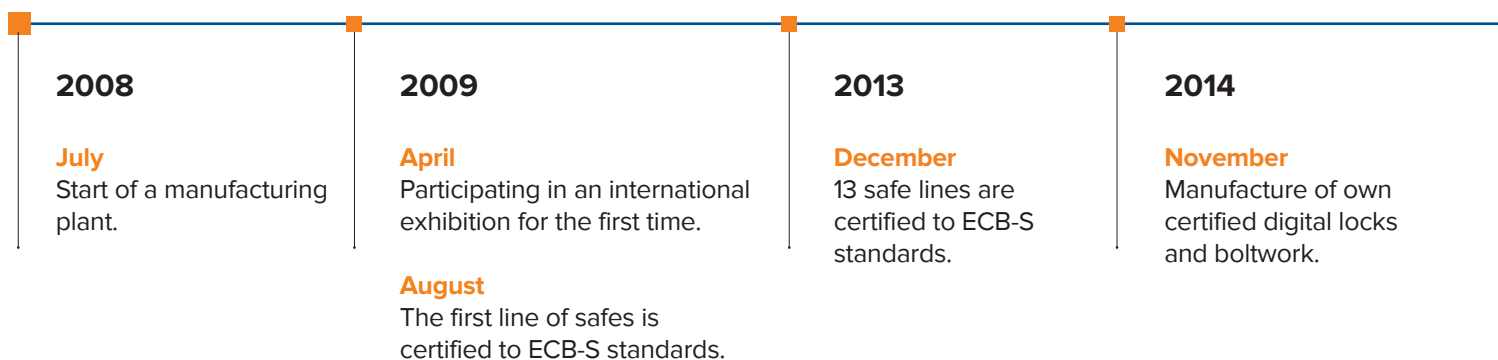 2008
July
Start of a manufacturing
plant.
2009
April
Participating in an international
exhibition for the first time.
August
The first line of safes is
certified to ECB-S standards.
2013
December
13 safe lines are
certified to ECB-S
standards.
2014
November
Manufacture of own
certified digital locks
and boltwork.